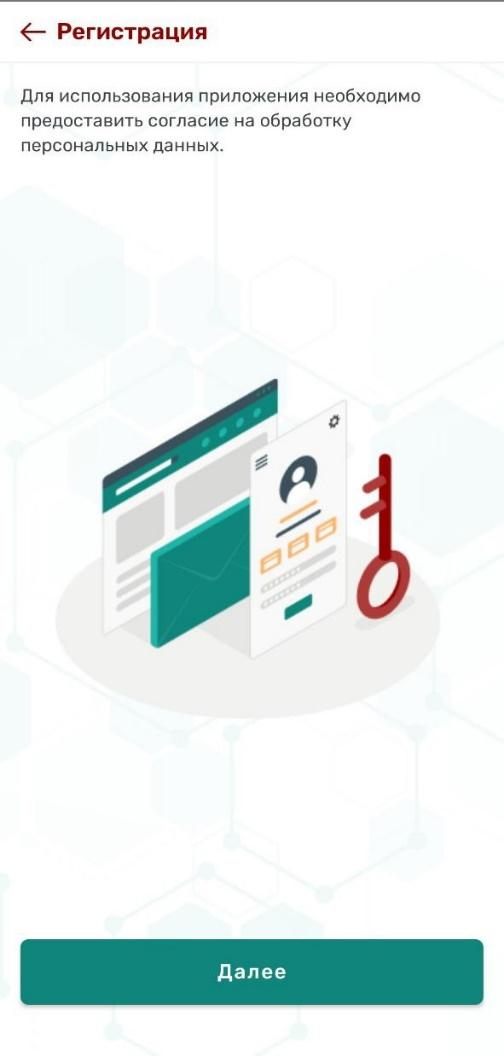 Регистрация
Для использования приложения необходимо
предоставить согласие на обработку
персональных данных.
Далее